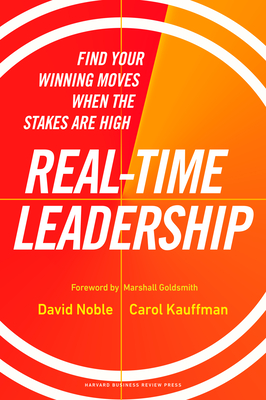 FIND YOUR
WINNING MOVES
WHEN THE
STAKES ARE HIGH
REAL-TIME
LEADERSHIP
Foreword by Marshall Goldsmith
David Noble Carol Kauffman
HARVARD BUSINESS REVIEW PRESS